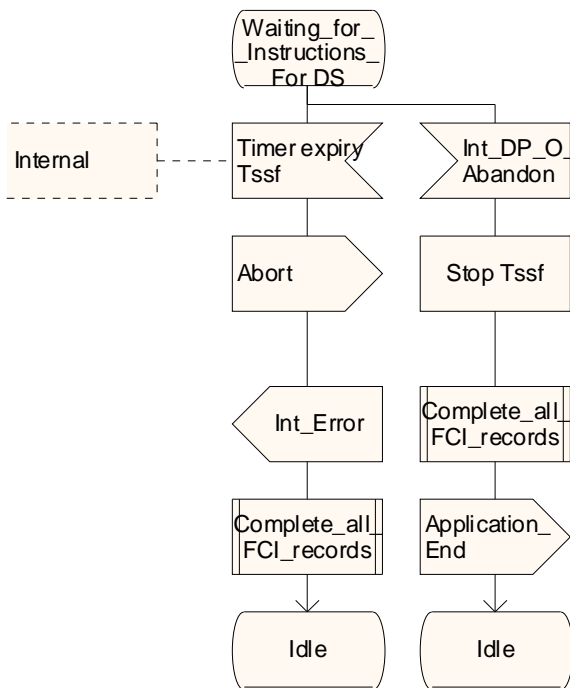 Waiting_for_
_Instructions_
For DS
Internal
Timer expiry
Tssf
Int_DP_O_
Abandon
Abort
Stop Tssf
Int_Error
Complete_all_
FCI_records
Complete_all_
FCI_records
Application_
End
Idle
Idle